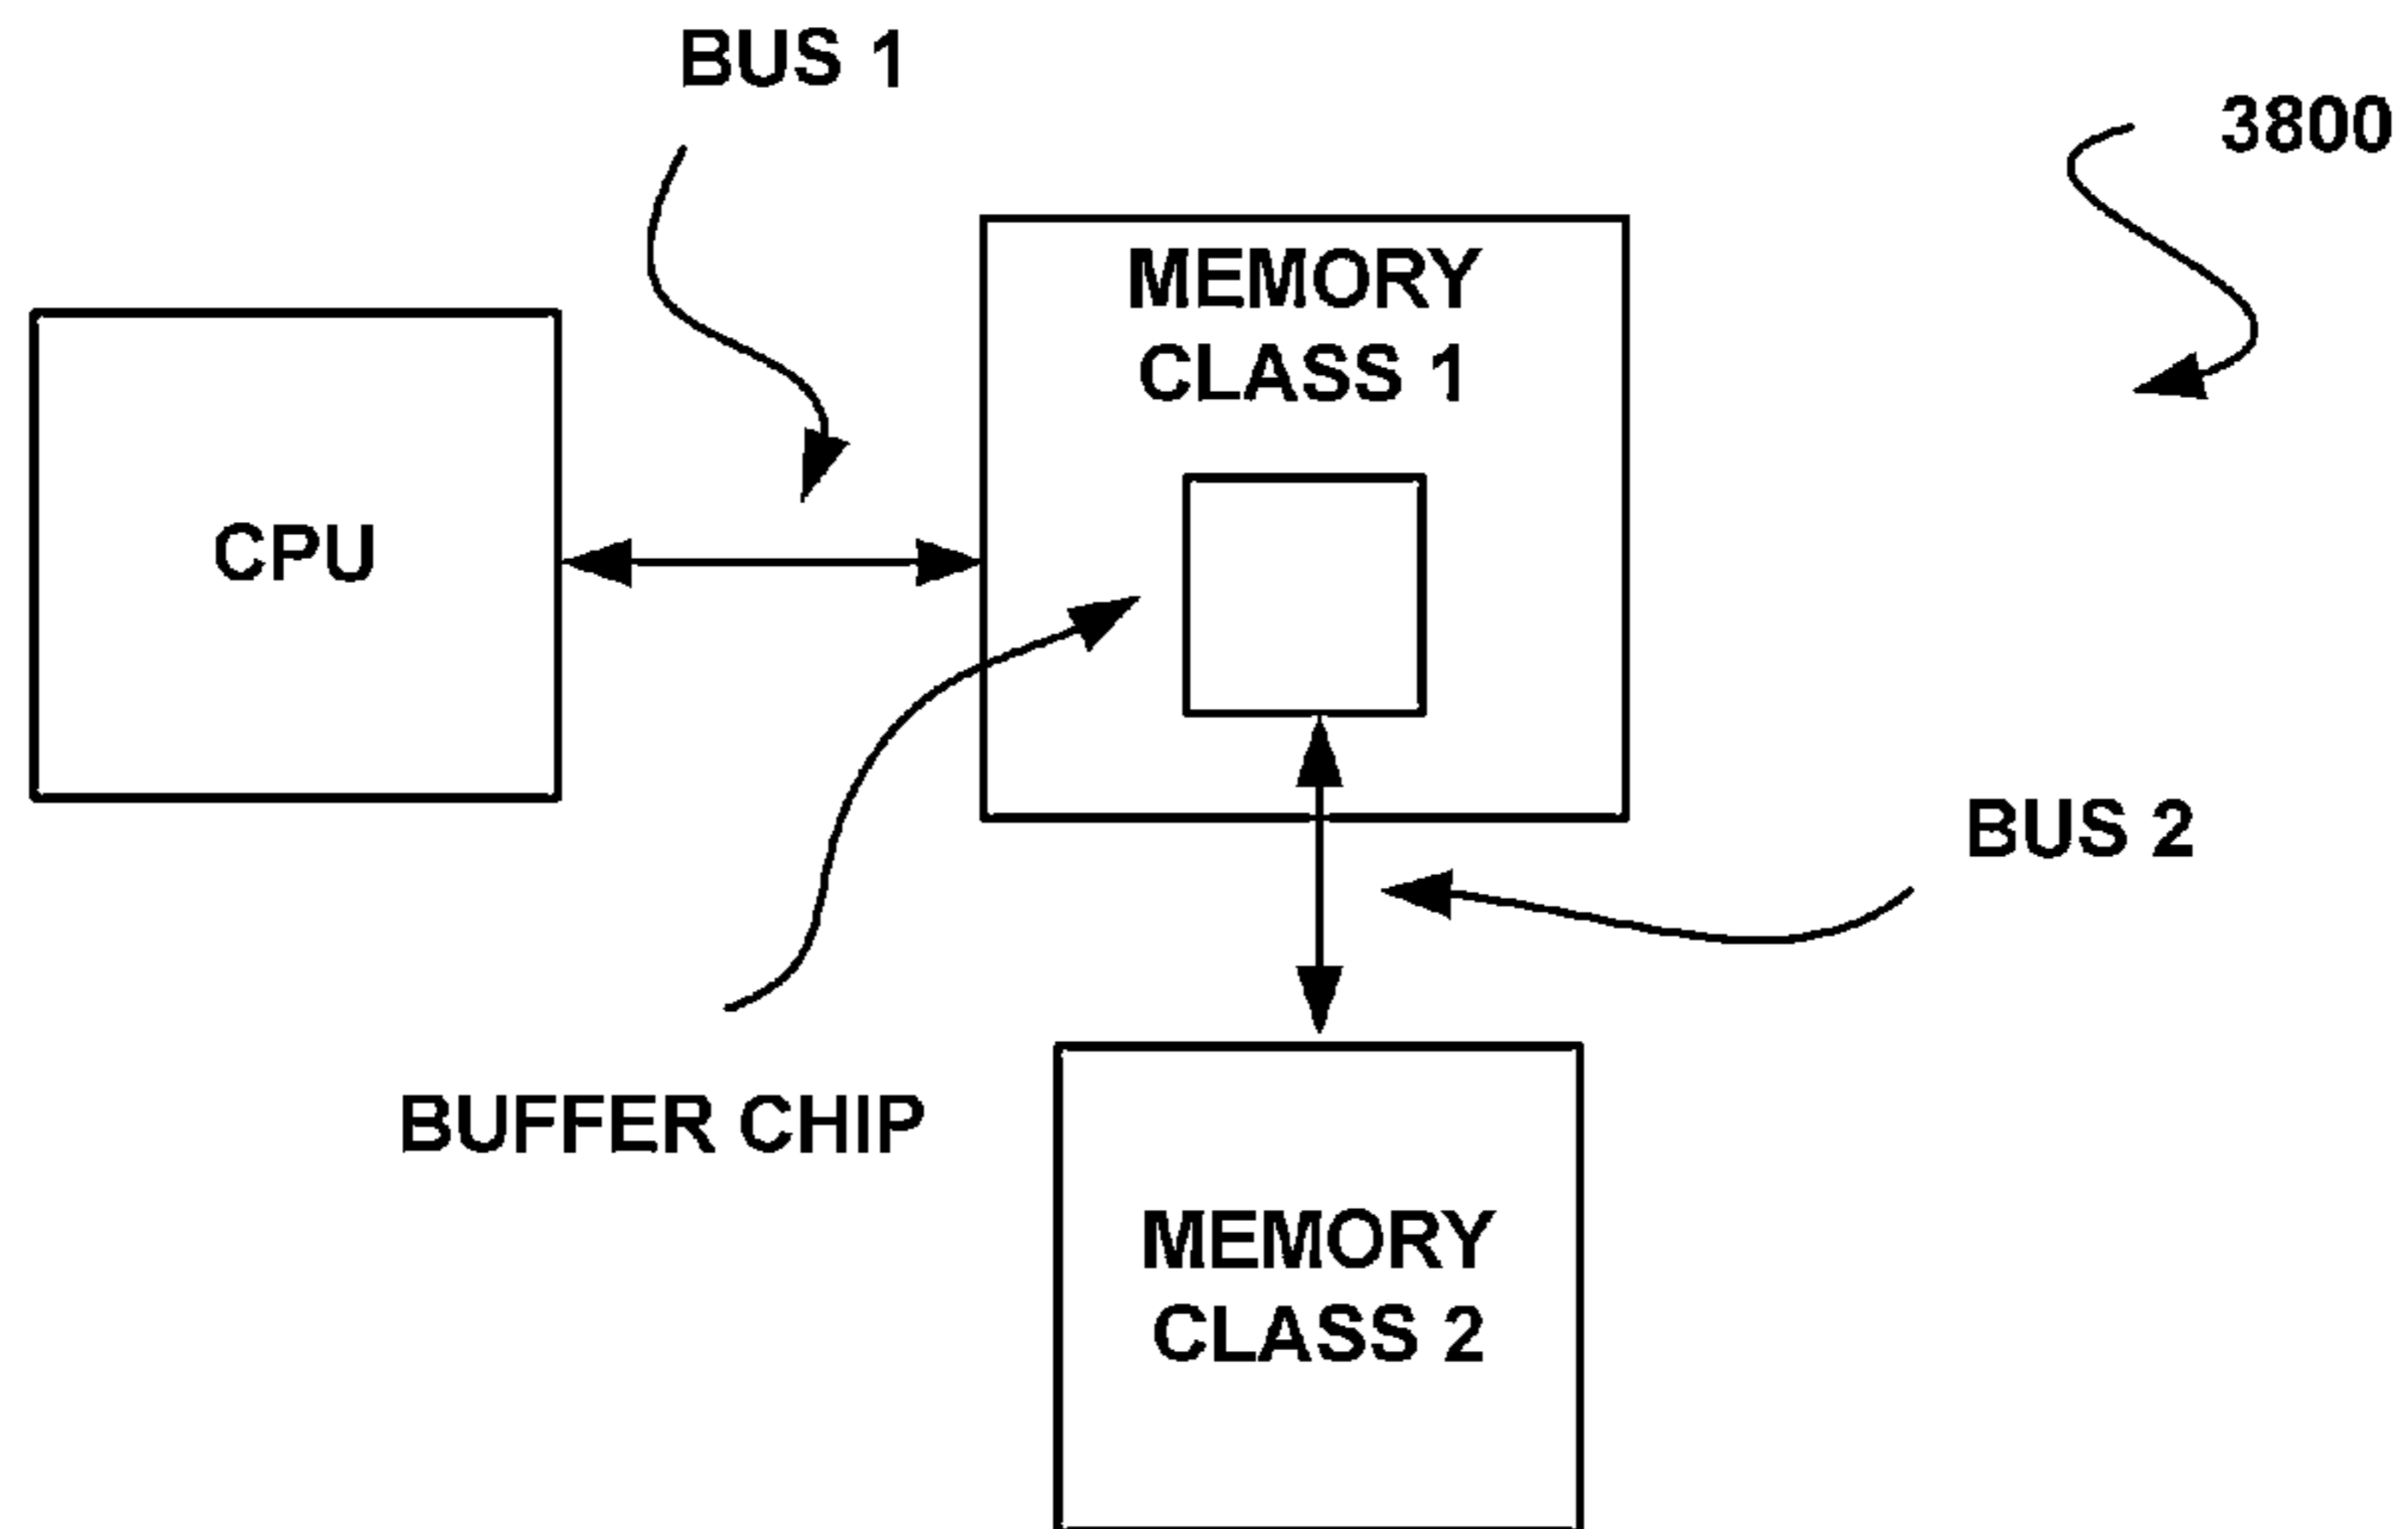 BUS 1
3800
MEMORY
CLASS 1
CPU
BUS 2
BUFFER CHIP
MEMORY
CLASS 2